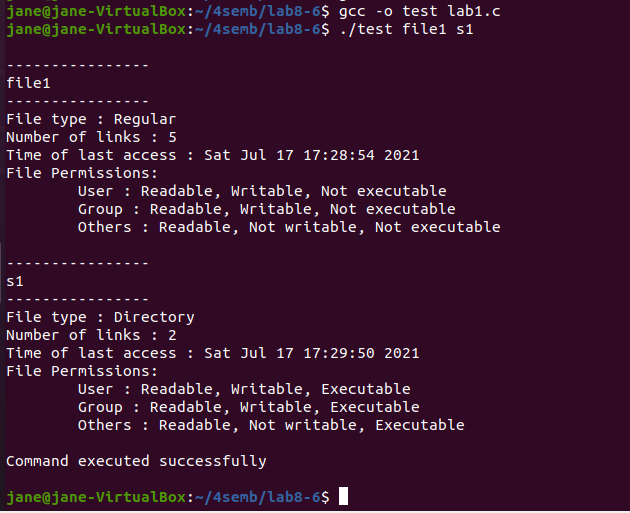 jane@jane-VirtualBox:~/4semb/lab8-6$ gcc -o test lab1.c
jane@jane-VirtualBox:~/4semb/lab8-6$ ./test file1 s1
----------------
file1
----------------
File type : Regular
Number of links : 5
Time of last access : Sat Jul 17 17:28:54 2021
File Permissions:
        User : Readable, Writable, Not executable
        Group : Readable, Writable, Not executable
        Others : Readable, Not writable, Not executable
----------------
s1
----------------
File type : Directory
Number of links : 2
Time of last access : Sat Jul 17 17:29:50 2021
File Permissions:
        User : Readable, Writable, Executable
        Group : Readable, Writable, Executable
        Others : Readable, Not writable, Executable
Command executed successfully
jane@jane-VirtualBox:~/4semb/lab8-6$